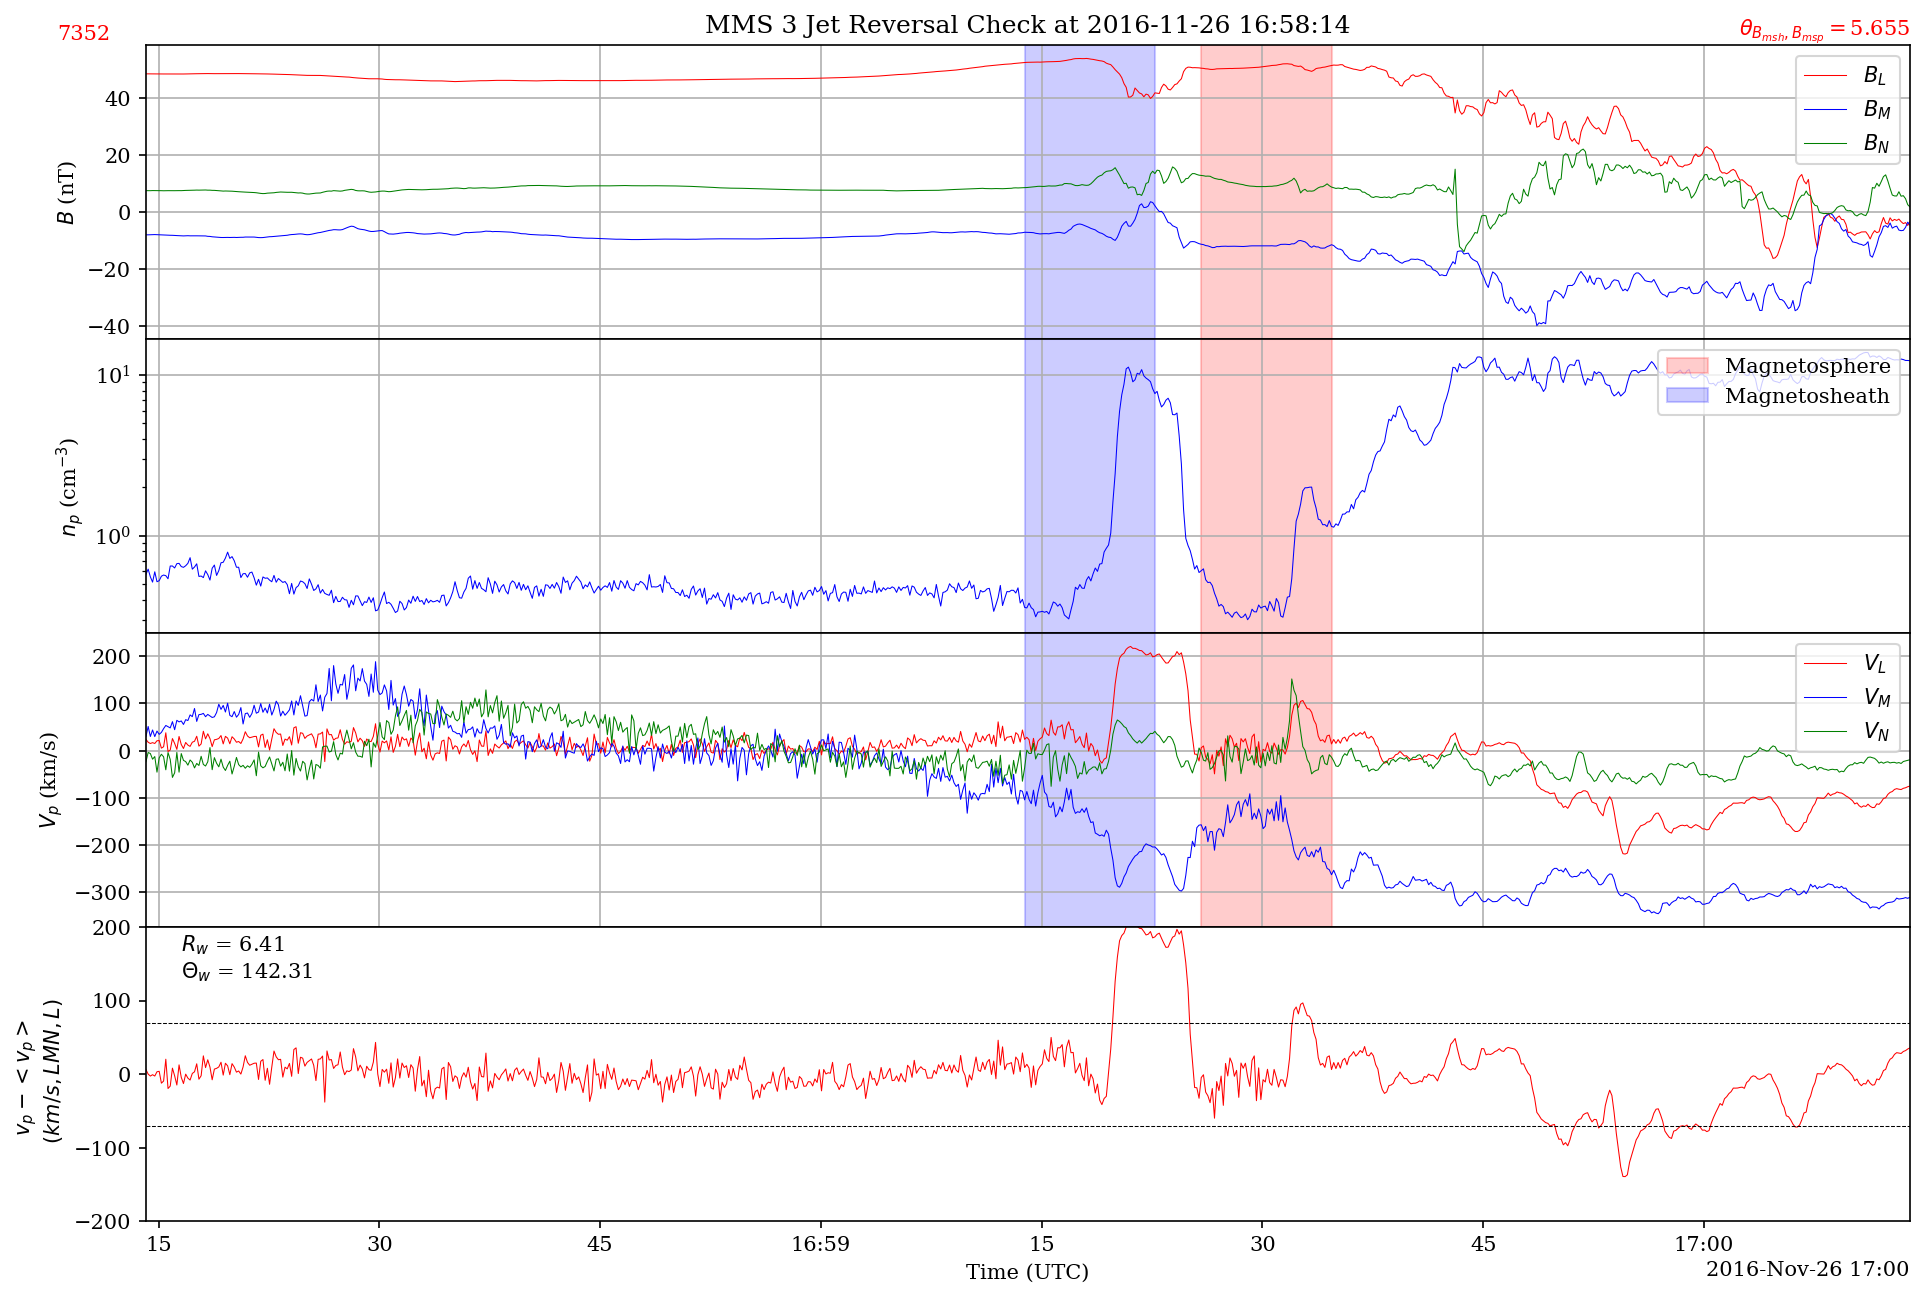 7352
MMS 3 Jet Reversal Check at 2016-11-26 16:58:14
θ_{B_{msh}, B_{msp}} = 5.655
B (nT)
40
20
0
−20
−40
B_L
B_M
B_N
n_p (cm^{−3})
10^1
10^0
Magnetosphere
Magnetosheath
V_p (km/s)
200
100
0
−100
−200
−300
V_L
V_M
V_N
v_p − < v_p >
(km/s, LMN, L)
200
100
0
−100
−200
R_w = 6.41
Θ_w = 142.31
15
30
45
16:59
15
30
45
17:00
Time (UTC)
2016-Nov-26 17:00